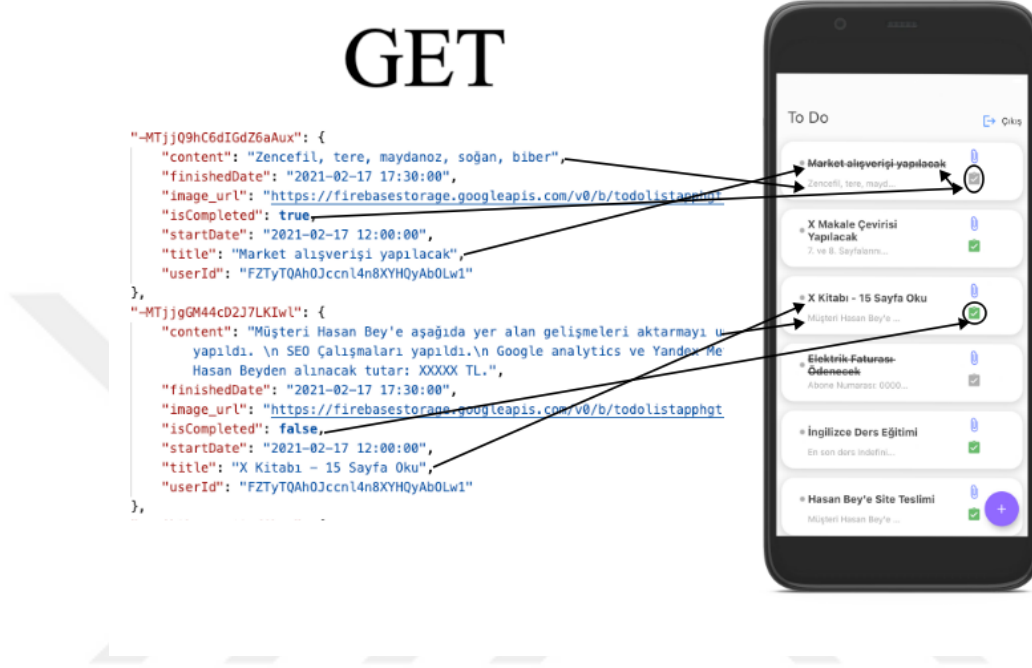 GET
"-MTjjQ9hC6dIGdZ6aAux": {
"content": "Zencefil, tere, maydanoz, soğan, biber",
"finishedDate": "2021-02-17 17:30:00",
"image_url": "https://firebasestorage.googleapis.com/v0/b/todolistapphgt
"isCompleted": true,
"startDate": "2021-02-17 12:00:00",
"title": "Market alışverişi yapılacak",
"userId": "FZTyTQAhOJccnl4n8XYHQyAbOLw1"
},
"-MTjjgGM44cD2J7LKIwl": {
"content": "Müşteri Hasan Bey'e aşağıda yer alan gelişmeleri aktarmayı u
yapıldı. \n SEO Çalışmaları yapıldı.\n Google analytics ve Yandex Me
Hasan Beyden alınacak tutar: XXXXX TL.",
"finishedDate": "2021-02-17 17:30:00",
"image_url": "https://firebasestorage.googleapis.com/v0/b/todolistapphgt
"isCompleted": false,
"startDate": "2021-02-17 12:00:00",
"title": "X Kitabı - 15 Sayfa Oku",
"userId": "FZTyTQAhOJccnl4n8XYHQyAbOLw1"
},
To Do
Çıkış
Market alışverişi yapılacak
Zencefil, tere, mayd...
X Makale Çevirisi
Yapılacak
7. ve 8. Sayfaların...
X Kitabı - 15 Sayfa Oku
Müşteri Hasan Bey'e ...
Elektrik Faturası
Ödenecek
Abone Numarası: 0000...
İngilizce Ders Eğitimi
En son ders indefini...
Hasan Bey'e Site Teslimi
Müşteri Hasan Bey'e ...